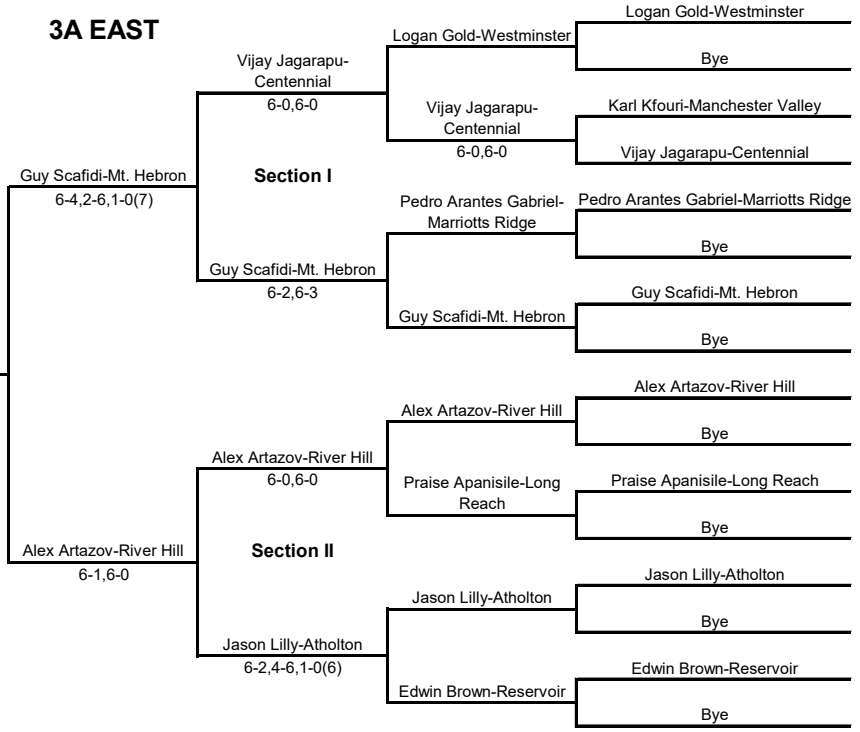 3A EAST
Logan Gold-Westminster
Logan Gold-Westminster
Bye
Vijay Jagarapu-
Centennial
6-0,6-0
Karl Kfouri-Manchester Valley
Vijay Jagarapu-
Centennial
6-0,6-0
Vijay Jagarapu-Centennial
Section I
Guy Scafidi-Mt. Hebron
6-4,2-6,1-0(7)
Pedro Arantes Gabriel-
Marriotts Ridge
Pedro Arantes Gabriel-Marriotts Ridge
Bye
Guy Scafidi-Mt. Hebron
6-2,6-3
Guy Scafidi-Mt. Hebron
Guy Scafidi-Mt. Hebron
Bye
Alex Artazov-River Hill
Alex Artazov-River Hill
Bye
Alex Artazov-River Hill
6-0,6-0
Praise Apanisile-Long
Reach
Praise Apanisile-Long Reach
Bye
Section II
Alex Artazov-River Hill
6-1,6-0
Jason Lilly-Atholton
Jason Lilly-Atholton
Bye
Jason Lilly-Atholton
6-2,4-6,1-0(6)
Edwin Brown-Reservoir
Edwin Brown-Reservoir
Bye